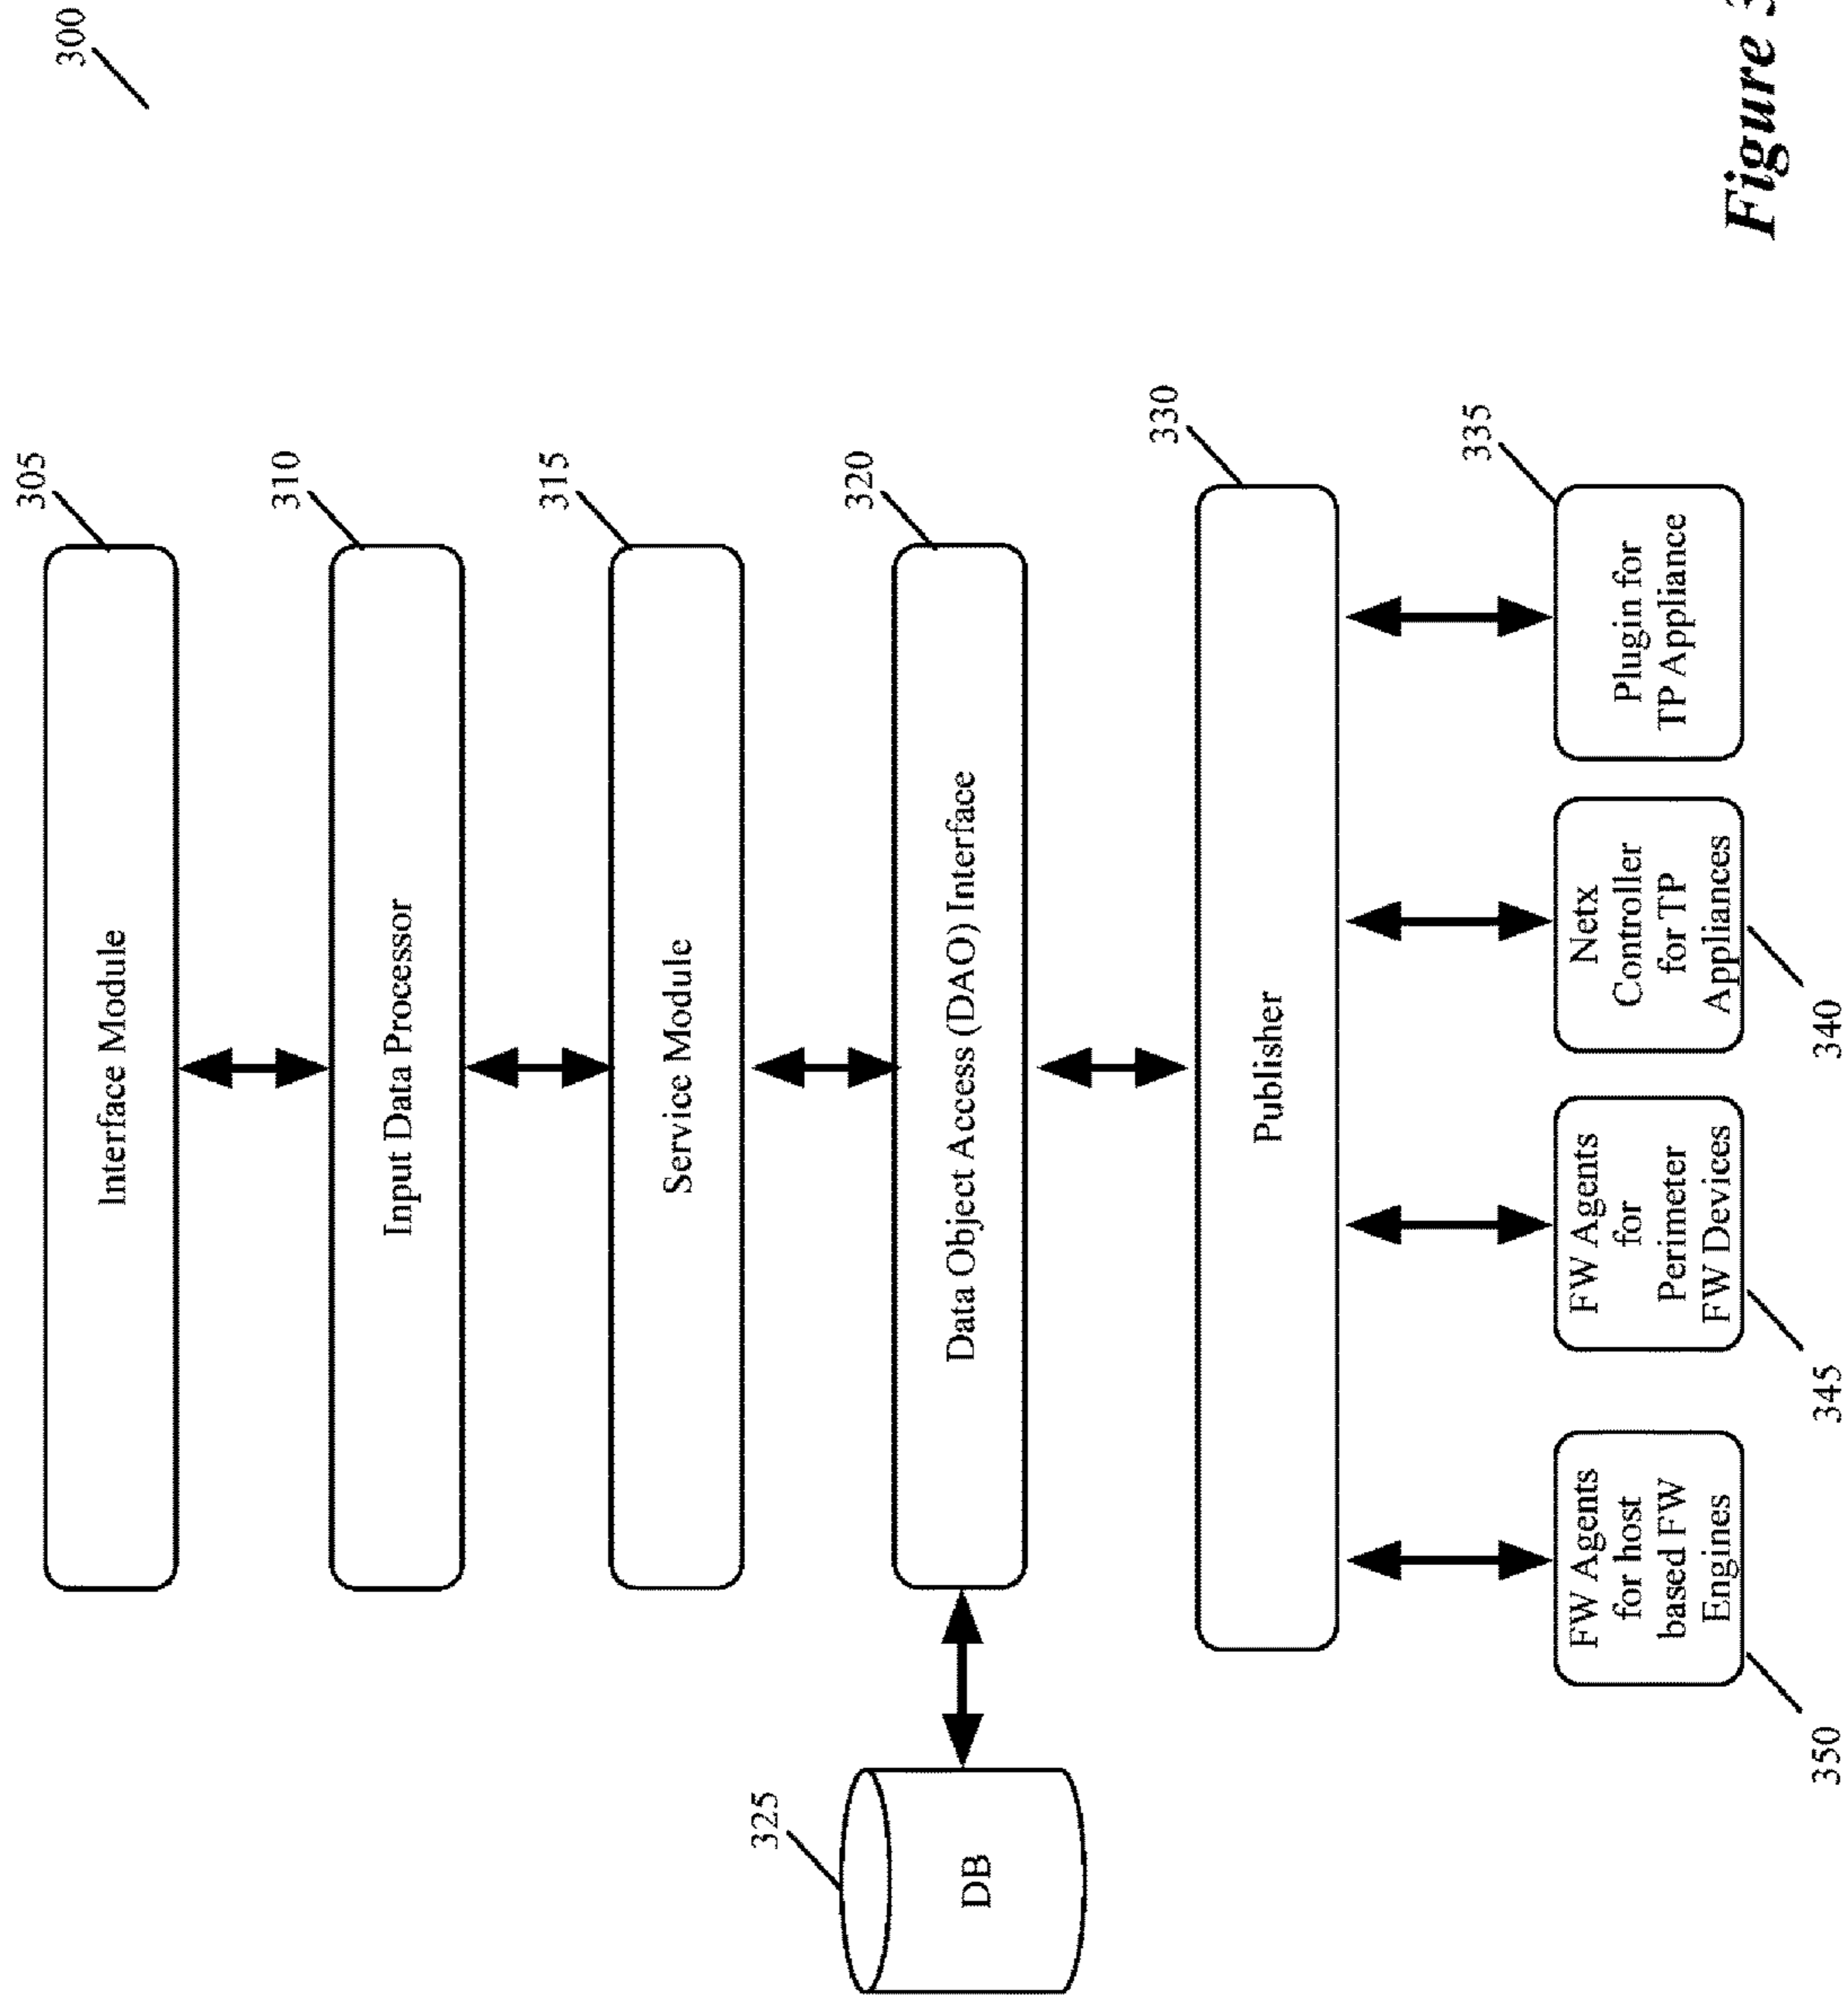 300
305
Interface Module
310
Input Data Processor
315
Service Module
320
Data Object Access (DAO) Interface
325
DB
330
Publisher
335
FW Agents
for host
based FW
Engines
FW Agents
for
Perimeter
FW Devices
Netx
Controller
for TP
Appliances
Plugin for
TP Appliance
350
345
340
Figure 3